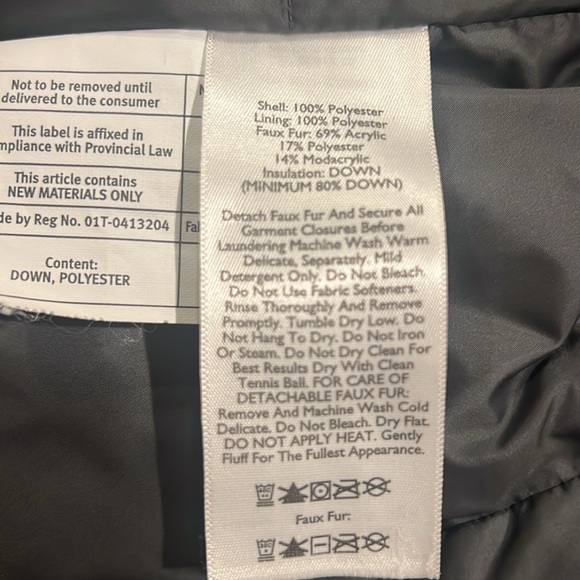 Not to be removed until
delivered to the consumer
This label is affixed in
mpliance with Provincial Law
This article contains
NEW MATERIALS ONLY
de by Reg No. 01T-0413204
Content:
DOWN, POLYESTER
Shell: 100% Polyester
Lining: 100% Polyester
Faux Fur: 69% Acrylic
17% Polyester
14% Modacrylic
Insulation: DOWN
(MINIMUM 80% DOWN)
Detach Faux Fur And Secure All
Garment Closures Before
Laundering Machine Wash Warm
Delicate, Separately. Mild
Detergent Only. Do Not Bleach.
Do Not Use Fabric Softeners.
Rinse Thoroughly And Remove
Promptly. Tumble Dry Low. Do
Not Hang To Dry. Do Not Iron
Or Steam. Do Not Dry Clean For
Best Results Dry With Clean
Tennis Ball. FOR CARE OF
DETACHABLE FAUX FUR:
Remove And Machine Wash Cold
Delicate. Do Not Bleach. Dry Flat.
DO NOT APPLY HEAT. Gently
Fluff For The Fullest Appearance.
Faux Fur: